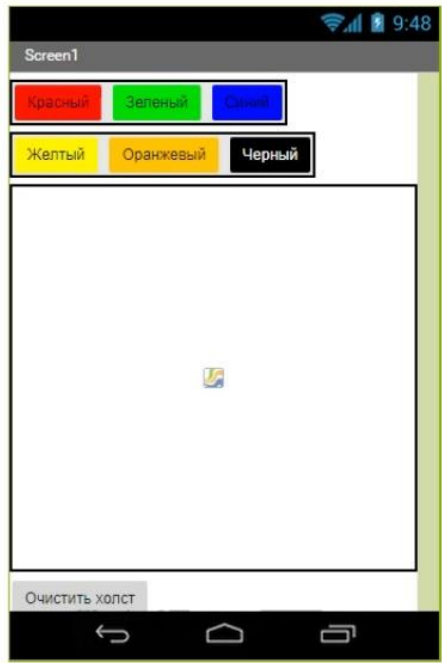 9:48
Screen1
Красный Зеленый Синий
Желтый Оранжевый Черный
Очистить холст